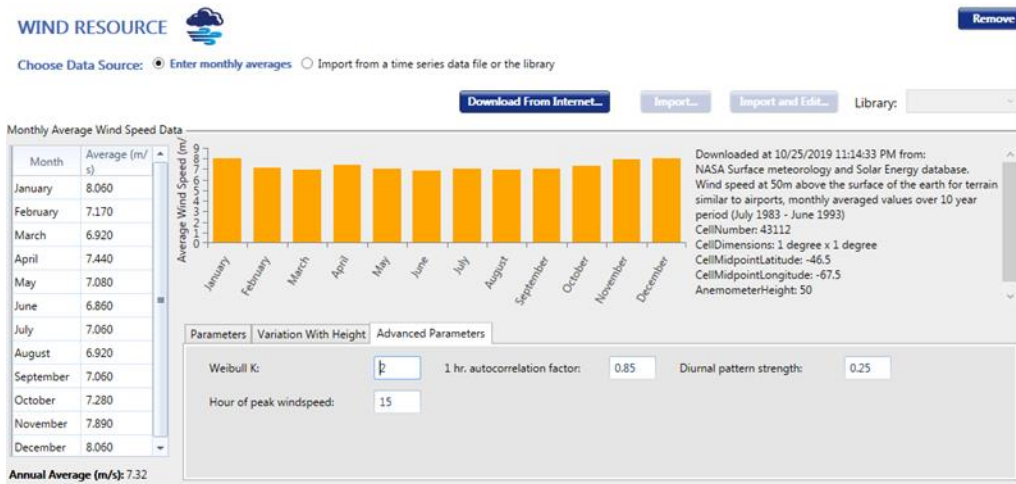 WIND RESOURCE
Remove
Choose Data Source: Enter monthly averages Import from a time series data file or the library
Download From Internet... Import... Import and Edit... Library:
Monthly Average Wind Speed Data
Month Average (m/s)
January 8.060
February 7.170
March 6.920
April 7.440
May 7.080
June 6.860
July 7.060
August 6.920
September 7.060
October 7.280
November 7.890
December 8.060
Annual Average (m/s): 7.32
Average Wind Speed (m/
9
8
7
6
5
4
3
2
1
0
January February March April May June July August September October November December
Downloaded at 10/25/2019 11:14:33 PM from:
NASA Surface meteorology and Solar Energy database.
Wind speed at 50m above the surface of the earth for terrain
similar to airports, monthly averaged values over 10 year
period (July 1983 - June 1993)
CellNumber: 43112
CellDimensions: 1 degree x 1 degree
CellMidpointLatitude: -46.5
CellMidpointLongitude: -67.5
AnemometerHeight: 50
Parameters Variation With Height Advanced Parameters
Weibull K: 2 1 hr. autocorrelation factor: 0.85 Diurnal pattern strength: 0.25
Hour of peak windspeed: 15